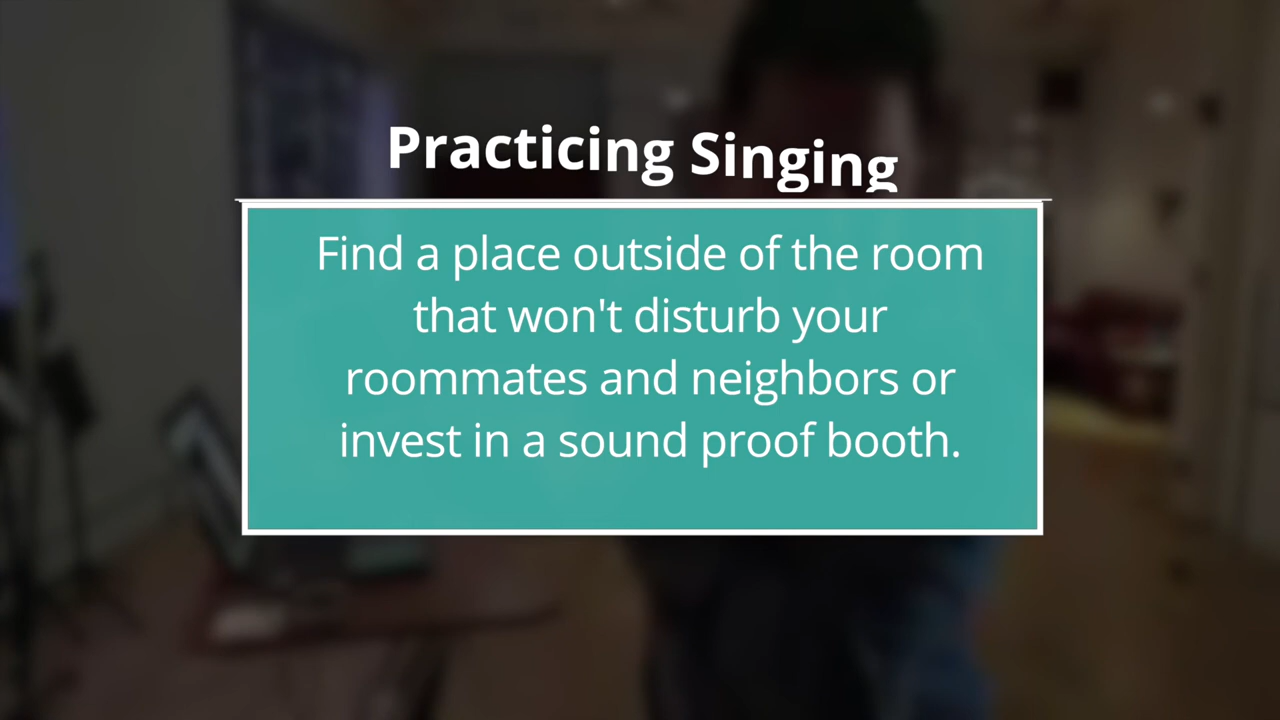 Practicing Singing
Find a place outside of the room
that won't disturb your
roommates and neighbors or
invest in a sound proof booth.